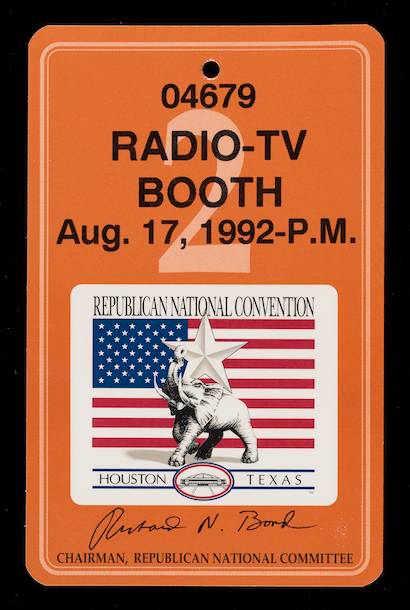 04679
2
RADIO-TV
BOOTH
Aug. 17, 1992-P.M.
REPUBLICAN NATIONAL CONVENTION
HOUSTON TEXAS
Richard N. Bond
CHAIRMAN, REPUBLICAN NATIONAL COMMITTEE